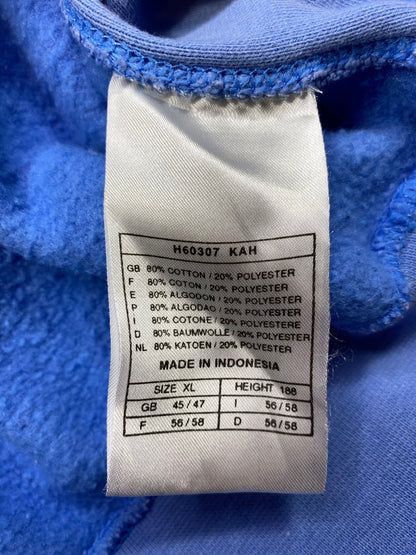 H60307 KAH
GB 80% COTTON / 20% POLYESTER
F 80% COTON / 20% POLYESTER
E 80% ALGODON / 20% POLYESTER
P 80% ALGODAO / 20% POLYESTER
I 80% COTONE / 20% POLYESTERE
D 80% BAUMWOLLE / 20% POLYESTER
NL 80% KATOEN / 20% POLYESTER
MADE IN INDONESIA
SIZE XL HEIGHT 188
GB 45/47 I 56/58
F 56/58 D 56/58